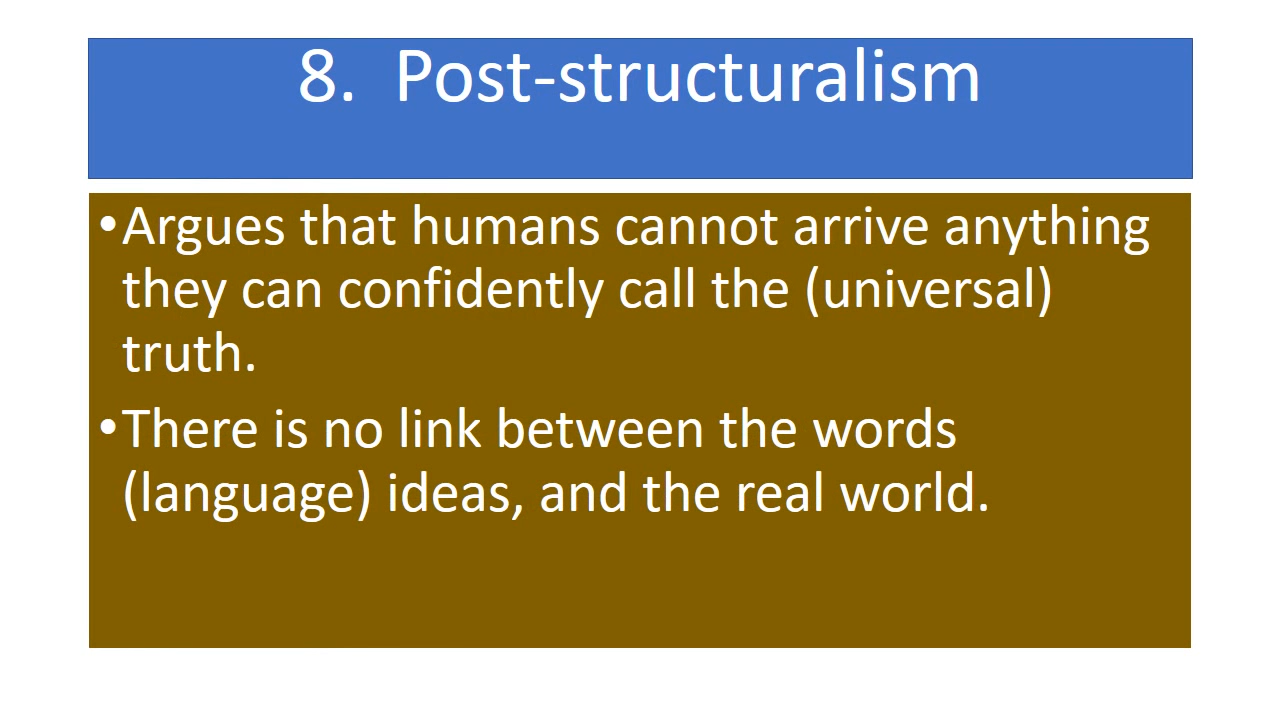 8.  Post-structuralism
•Argues that humans cannot arrive anything
they can confidently call the (universal)
truth.
•There is no link between the words
(language) ideas, and the real world.